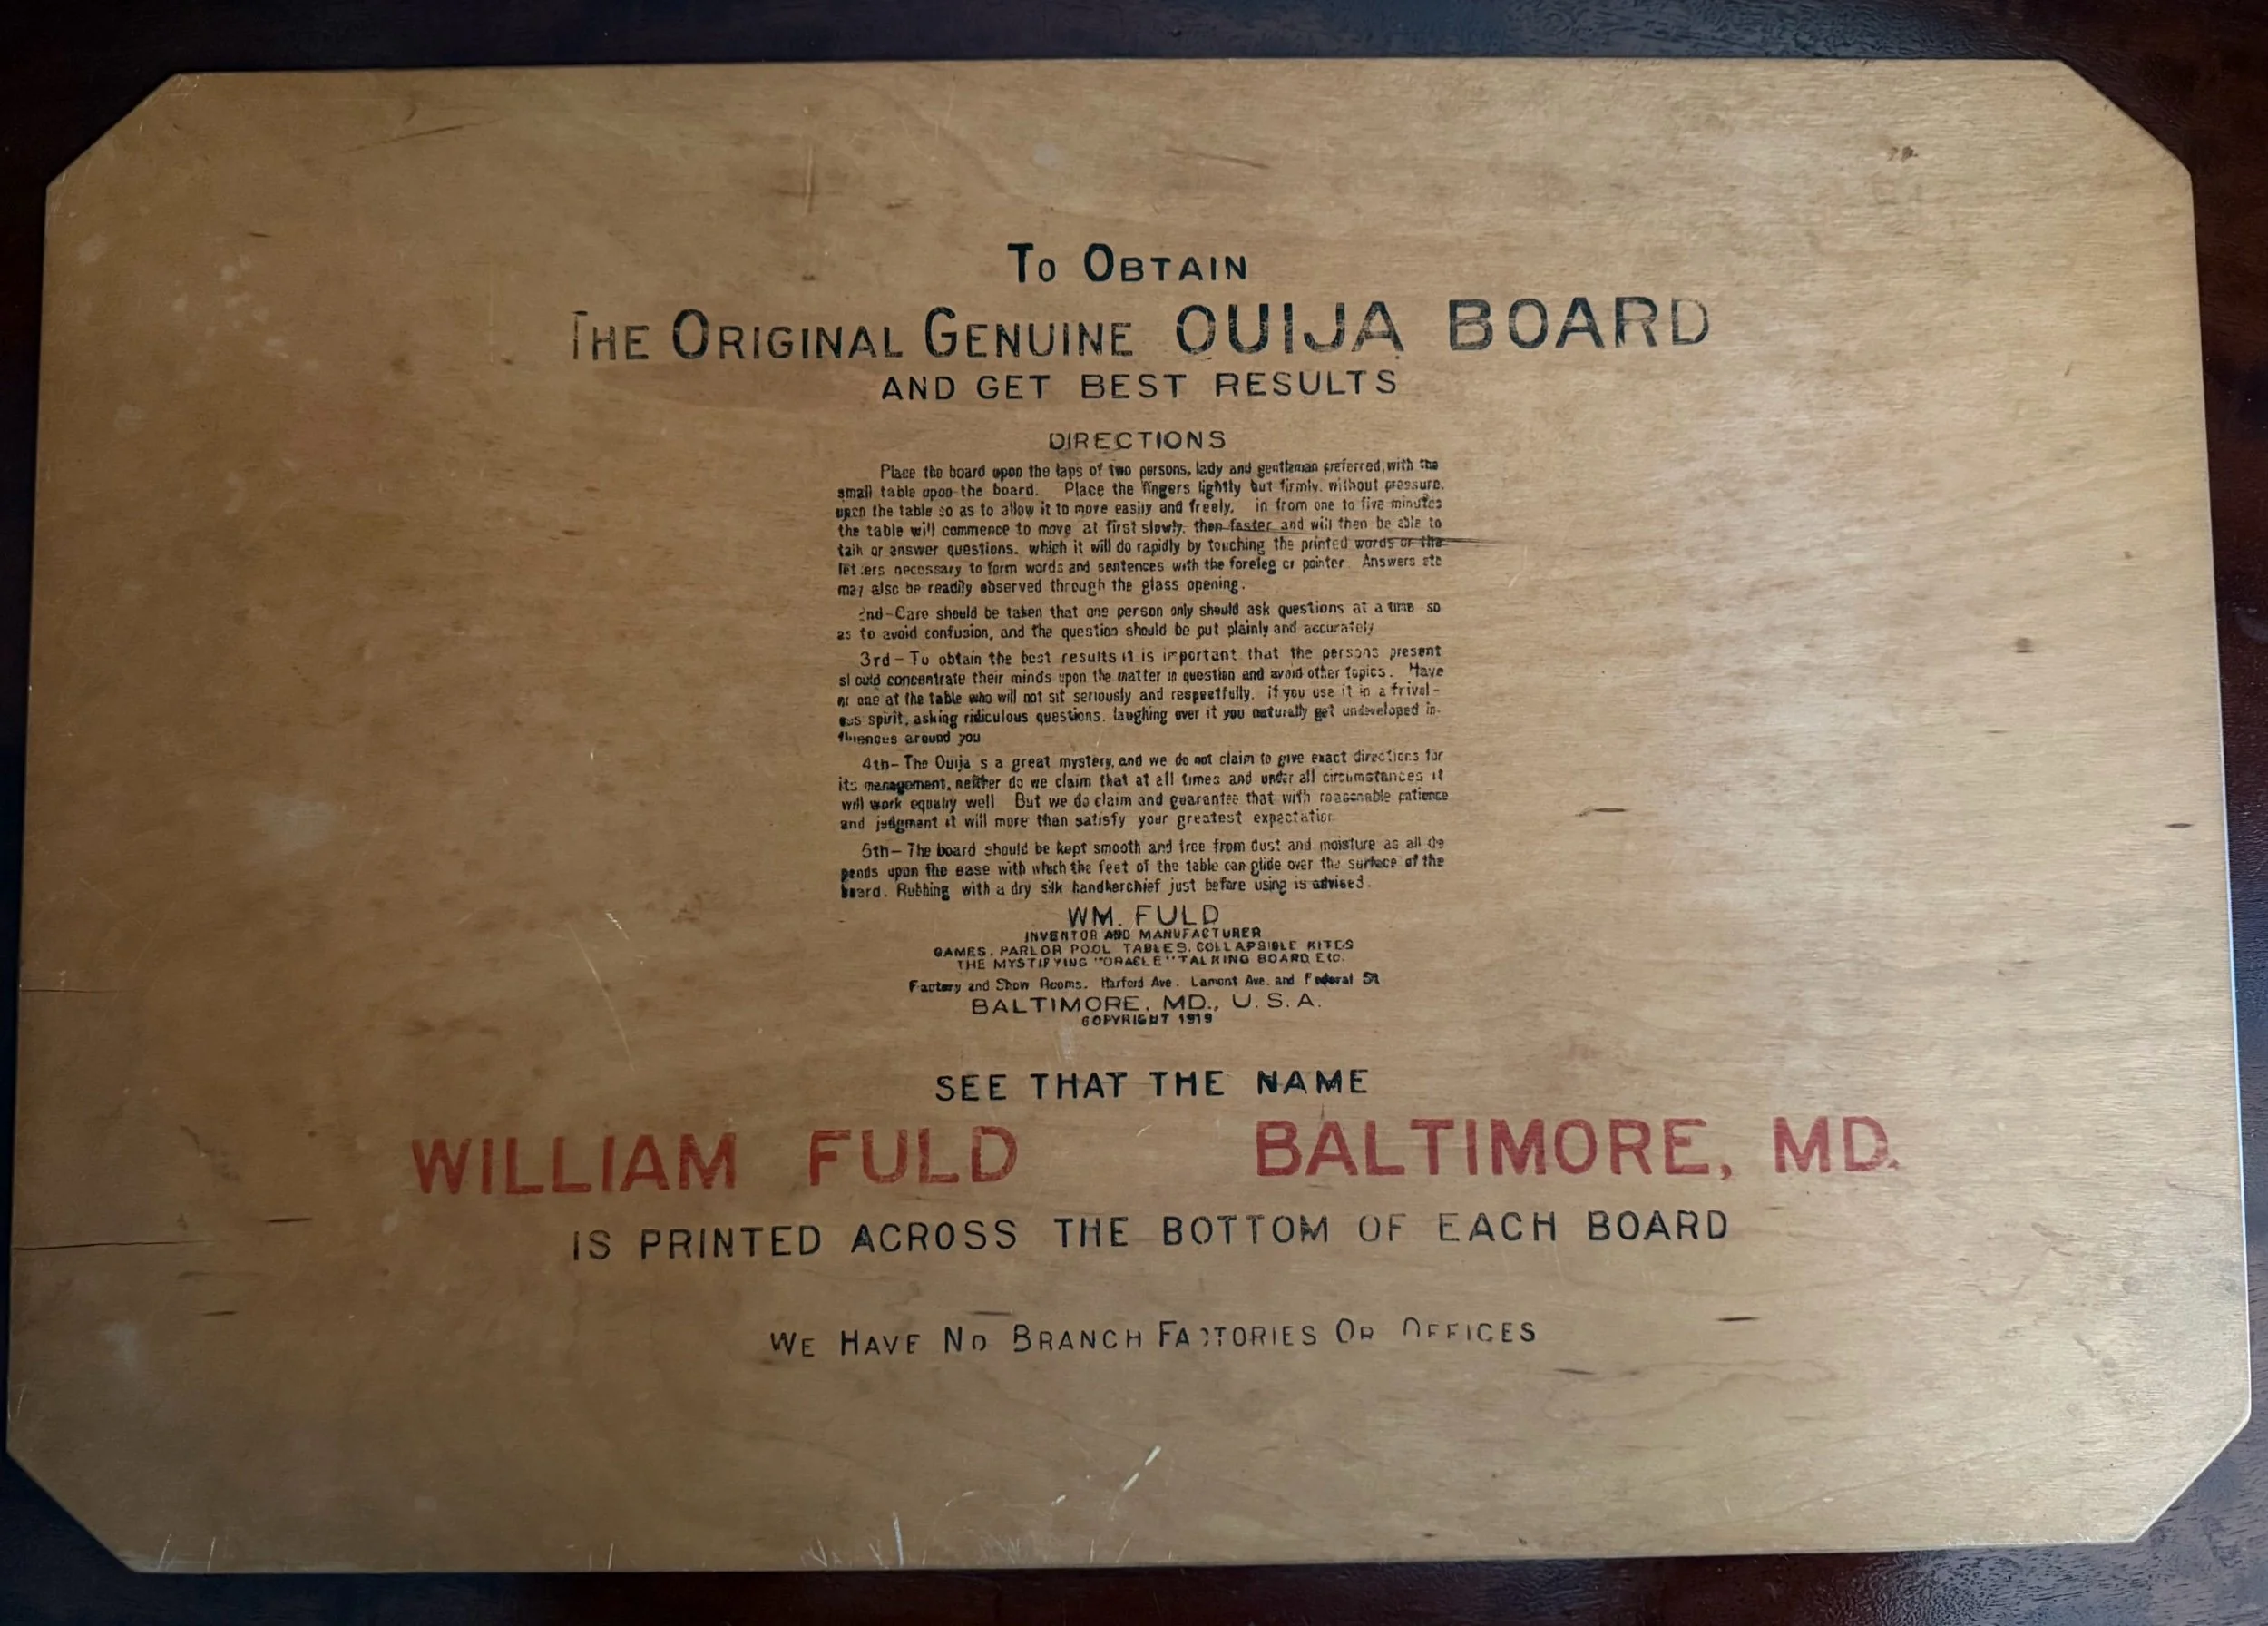 TO OBTAIN
THE ORIGINAL GENUINE OUIJA BOARD
AND GET BEST RESULTS
DIRECTIONS
Place the board upon the laps of two persons, lady and gentleman preferred, with the
small table upon the board. Place the fingers lightly but firmly, without pressure,
upon the table so as to allow it to move easily and freely. in from one to five minutes
the table will commence to move at first slowly, then faster and will then be able to
talk or answer questions, which it will do rapidly by touching the printed words or the
letters necessary to form words and sentences with the foreleg or pointer Answers etc
may also be readily observed through the glass opening.
2nd-Care should be taken that one person only should ask questions at a time so
as to avoid confusion, and the question should be put plainly and accurately
3rd-To obtain the best results it is important that the persons present
should concentrate their minds upon the matter in question and avoid other topics. Have
no one at the table who will not sit seriously and respectfully. if you use it in a frivol-
ous spirit, asking ridiculous questions, laughing over it you naturally get undeveloped in-
fluences around you
4th-The Ouija s a great mystery, and we do not claim to give exact directions for
its management, neither do we claim that at all times and under all circumstances it
will work equally well But we do claim and guarantee that with reasonable patience
and judgment it will more than satisfy your greatest expectation
5th-The board should be kept smooth and free from dust and moisture as all de
pends upon the ease with which the feet of the table can glide over the surface of the
board. Rubbing with a dry silk handkerchief just before using is advised.
WM. FULD
INVENTOR AND MANUFACTURER
GAMES, PARLOR POOL TABLES, COLLAPSIBLE KITES
THE MYSTIFYING "ORACLE" TALKING BOARD, ETC.
Factory and Show Rooms. Harford Ave. Lamont Ave. and Federal St
BALTIMORE, MD., U.S.A.
COPYRIGHT 1919
SEE THAT THE NAME
WILLIAM FULD BALTIMORE, MD.
IS PRINTED ACROSS THE BOTTOM OF EACH BOARD
WE HAVE NO BRANCH FACTORIES OR OFFICES